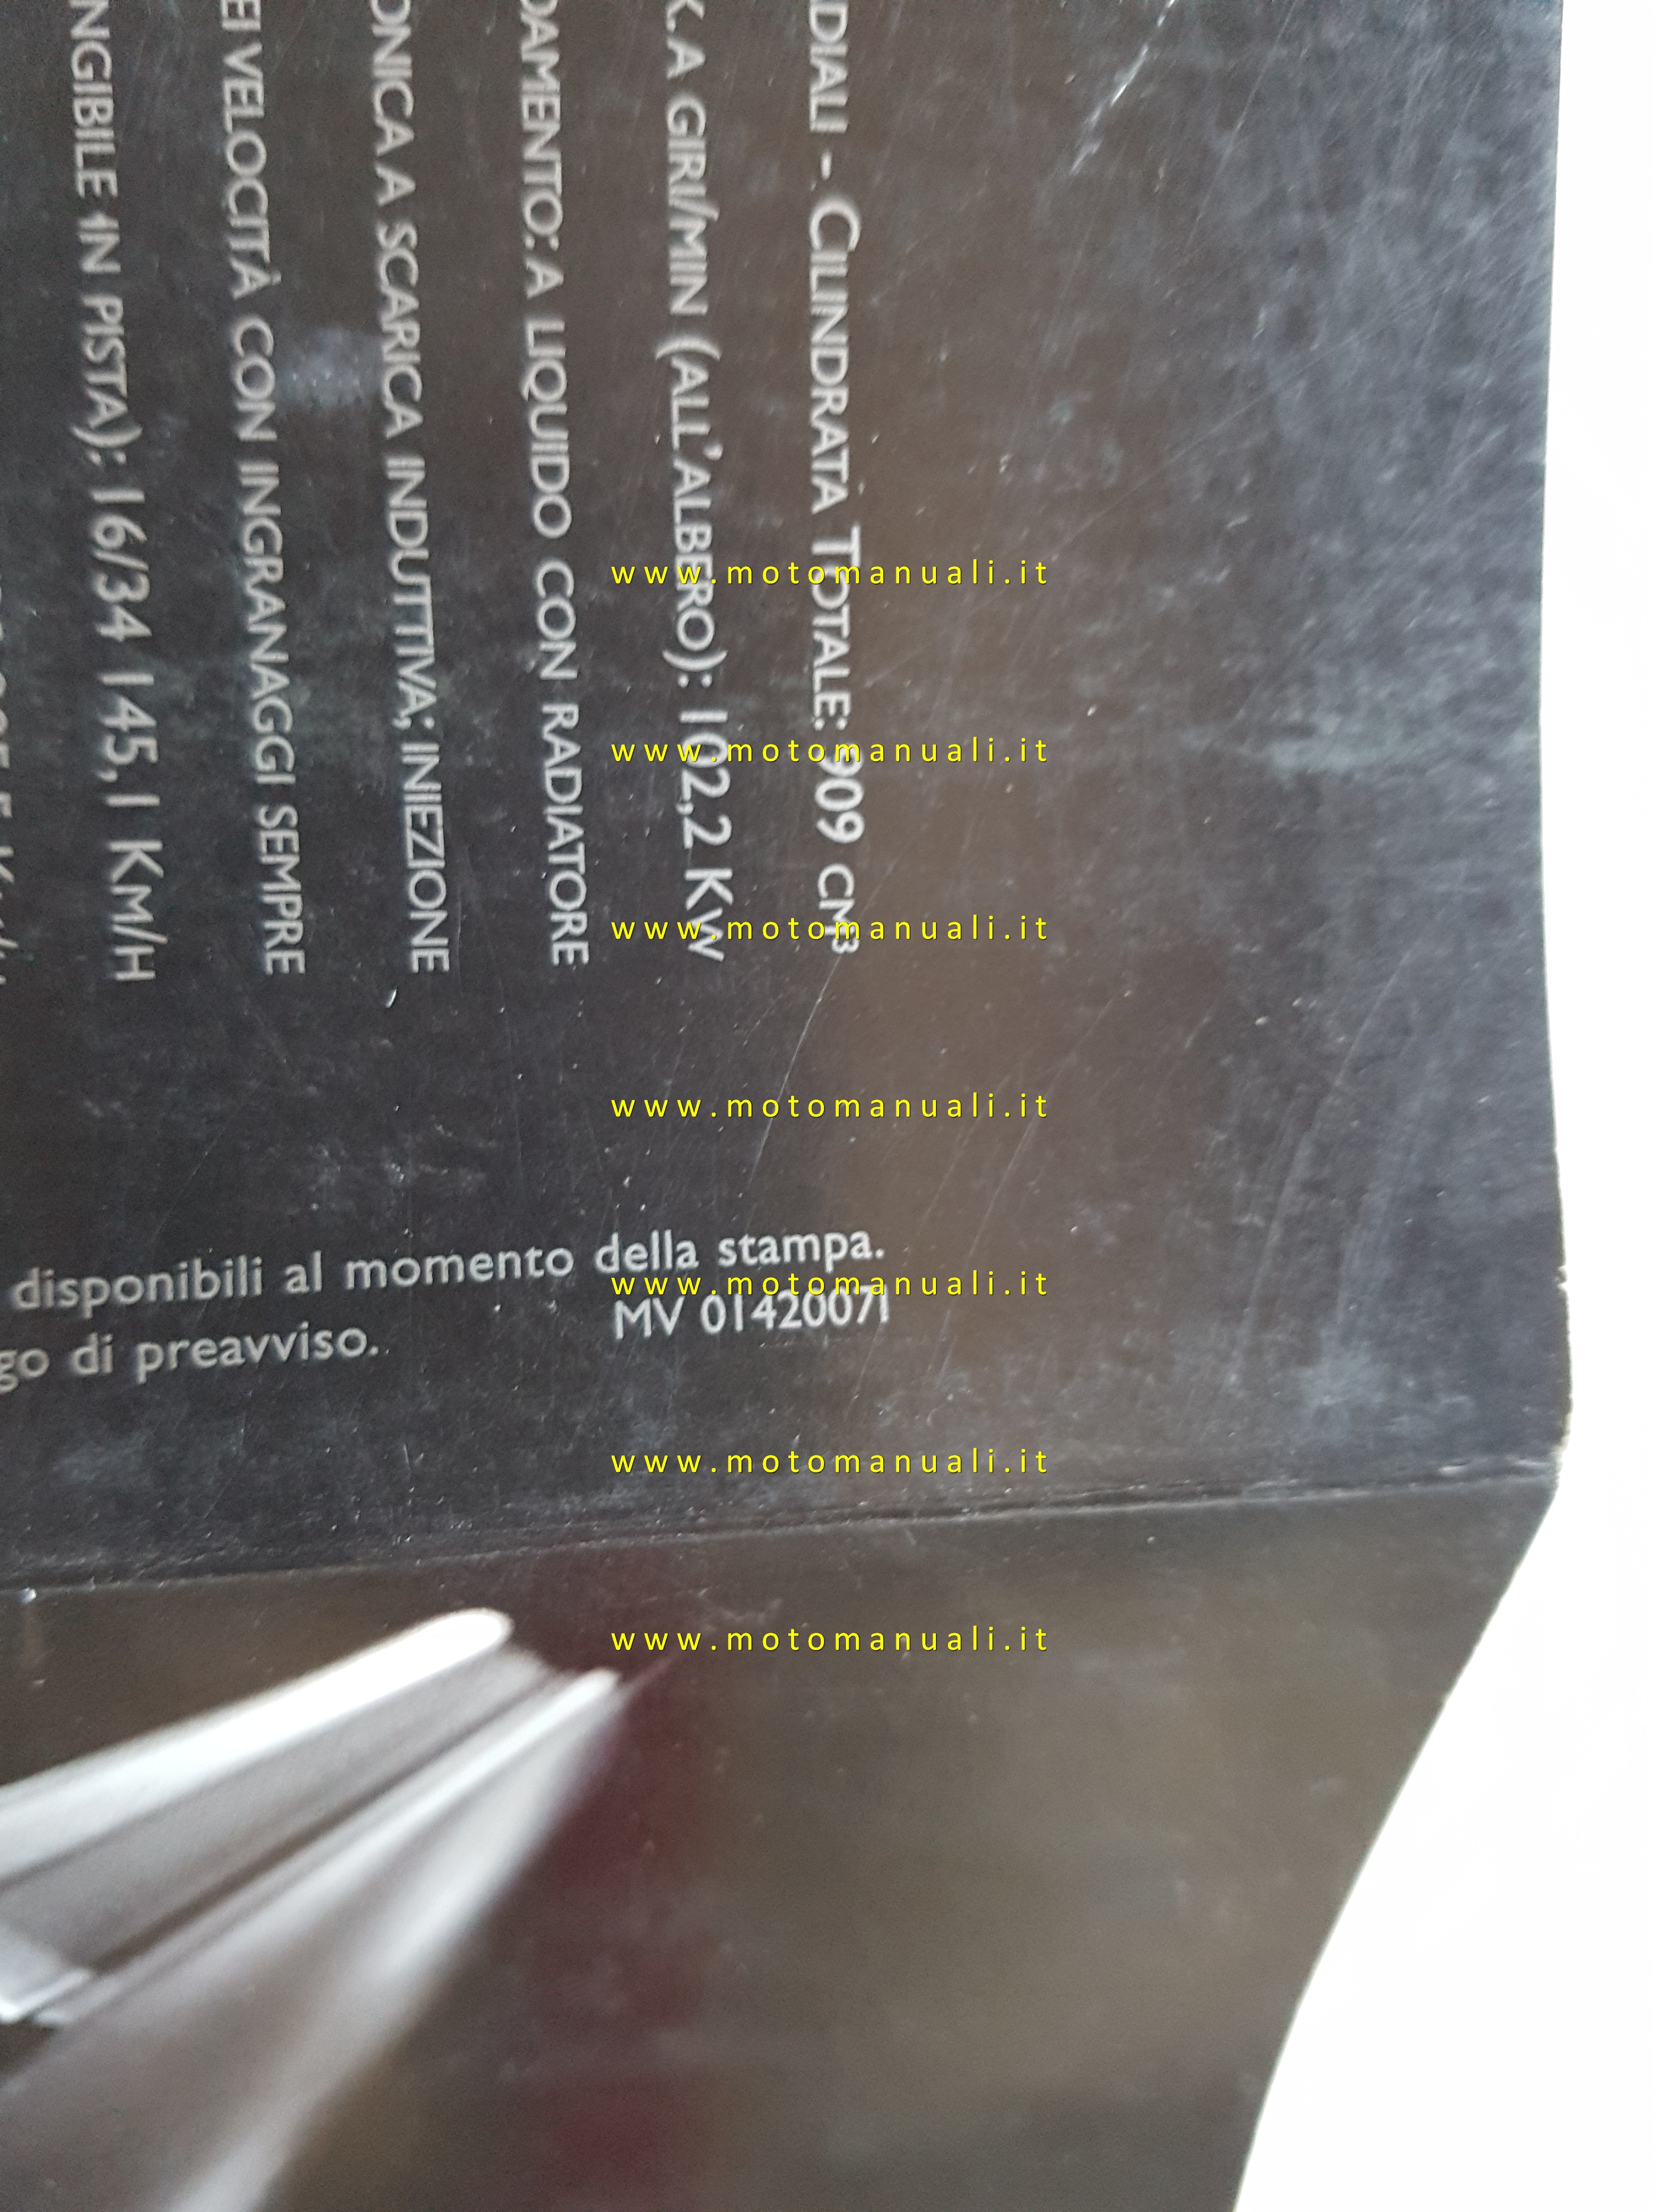 DIALI - CILINDRATA TOTALE: 909 CM³
K.A GIRI/MIN (ALL'ALBERO): 102,2 KW
DAMENTO: A LIQUIDO CON RADIATORE
ONICA A SCARICA INDUTTIVA; INIEZIONE
EI VELOCITÀ CON INGRANAGGI SEMPRE
NGIBILE IN PISTA): 16/34 145,1 KM/H
disponibili al momento della stampa.
go di preavviso.
MV 01420071
www.motomanuali.it
www.motomanuali.it
www.motomanuali.it
www.motomanuali.it
www.motomanuali.it
www.motomanuali.it
www.motomanuali.it